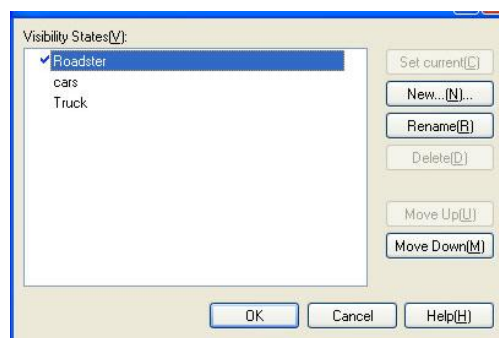 Visibility States(V):
Roadster
cars
Truck
Set current(C)
New...(N)...
Rename(R)
Delete(D)
Move Up(U)
Move Down(M)
OK
Cancel
Help(H)